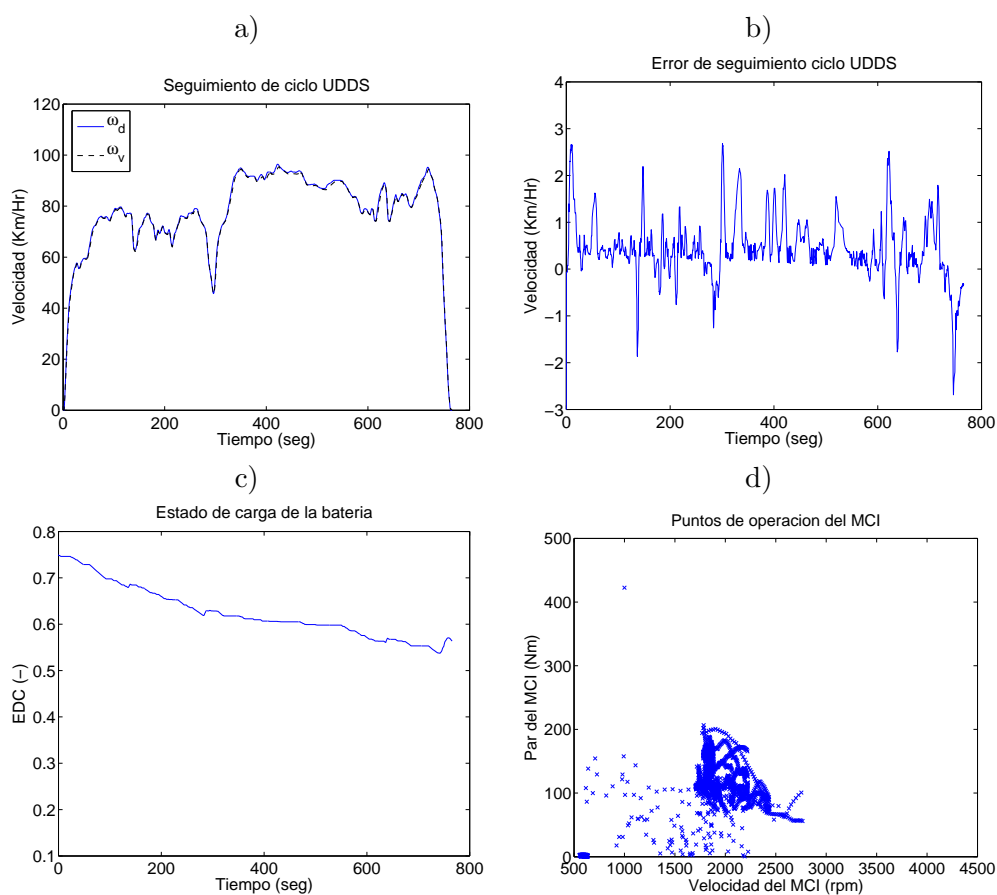 a)
Seguimiento de ciclo UDDS
120
100
80
60
40
20
0
Velocidad (Km/Hr)
ω_d
ω_v
0 200 400 600 800
Tiempo (seg)
b)
Error de seguimiento ciclo UDDS
4
3
2
1
0
−1
−2
−3
Velocidad (Km/Hr)
0 200 400 600 800
Tiempo (seg)
c)
Estado de carga de la bateria
0.8
0.7
0.6
0.5
0.4
0.3
0.2
0.1
EDC (−)
0 200 400 600 800
Tiempo (seg)
d)
Puntos de operacion del MCI
500
400
300
200
100
0
Par del MCI (Nm)
500 1000 1500 2000 2500 3000 3500 4000 4500
Velocidad del MCI (rpm)